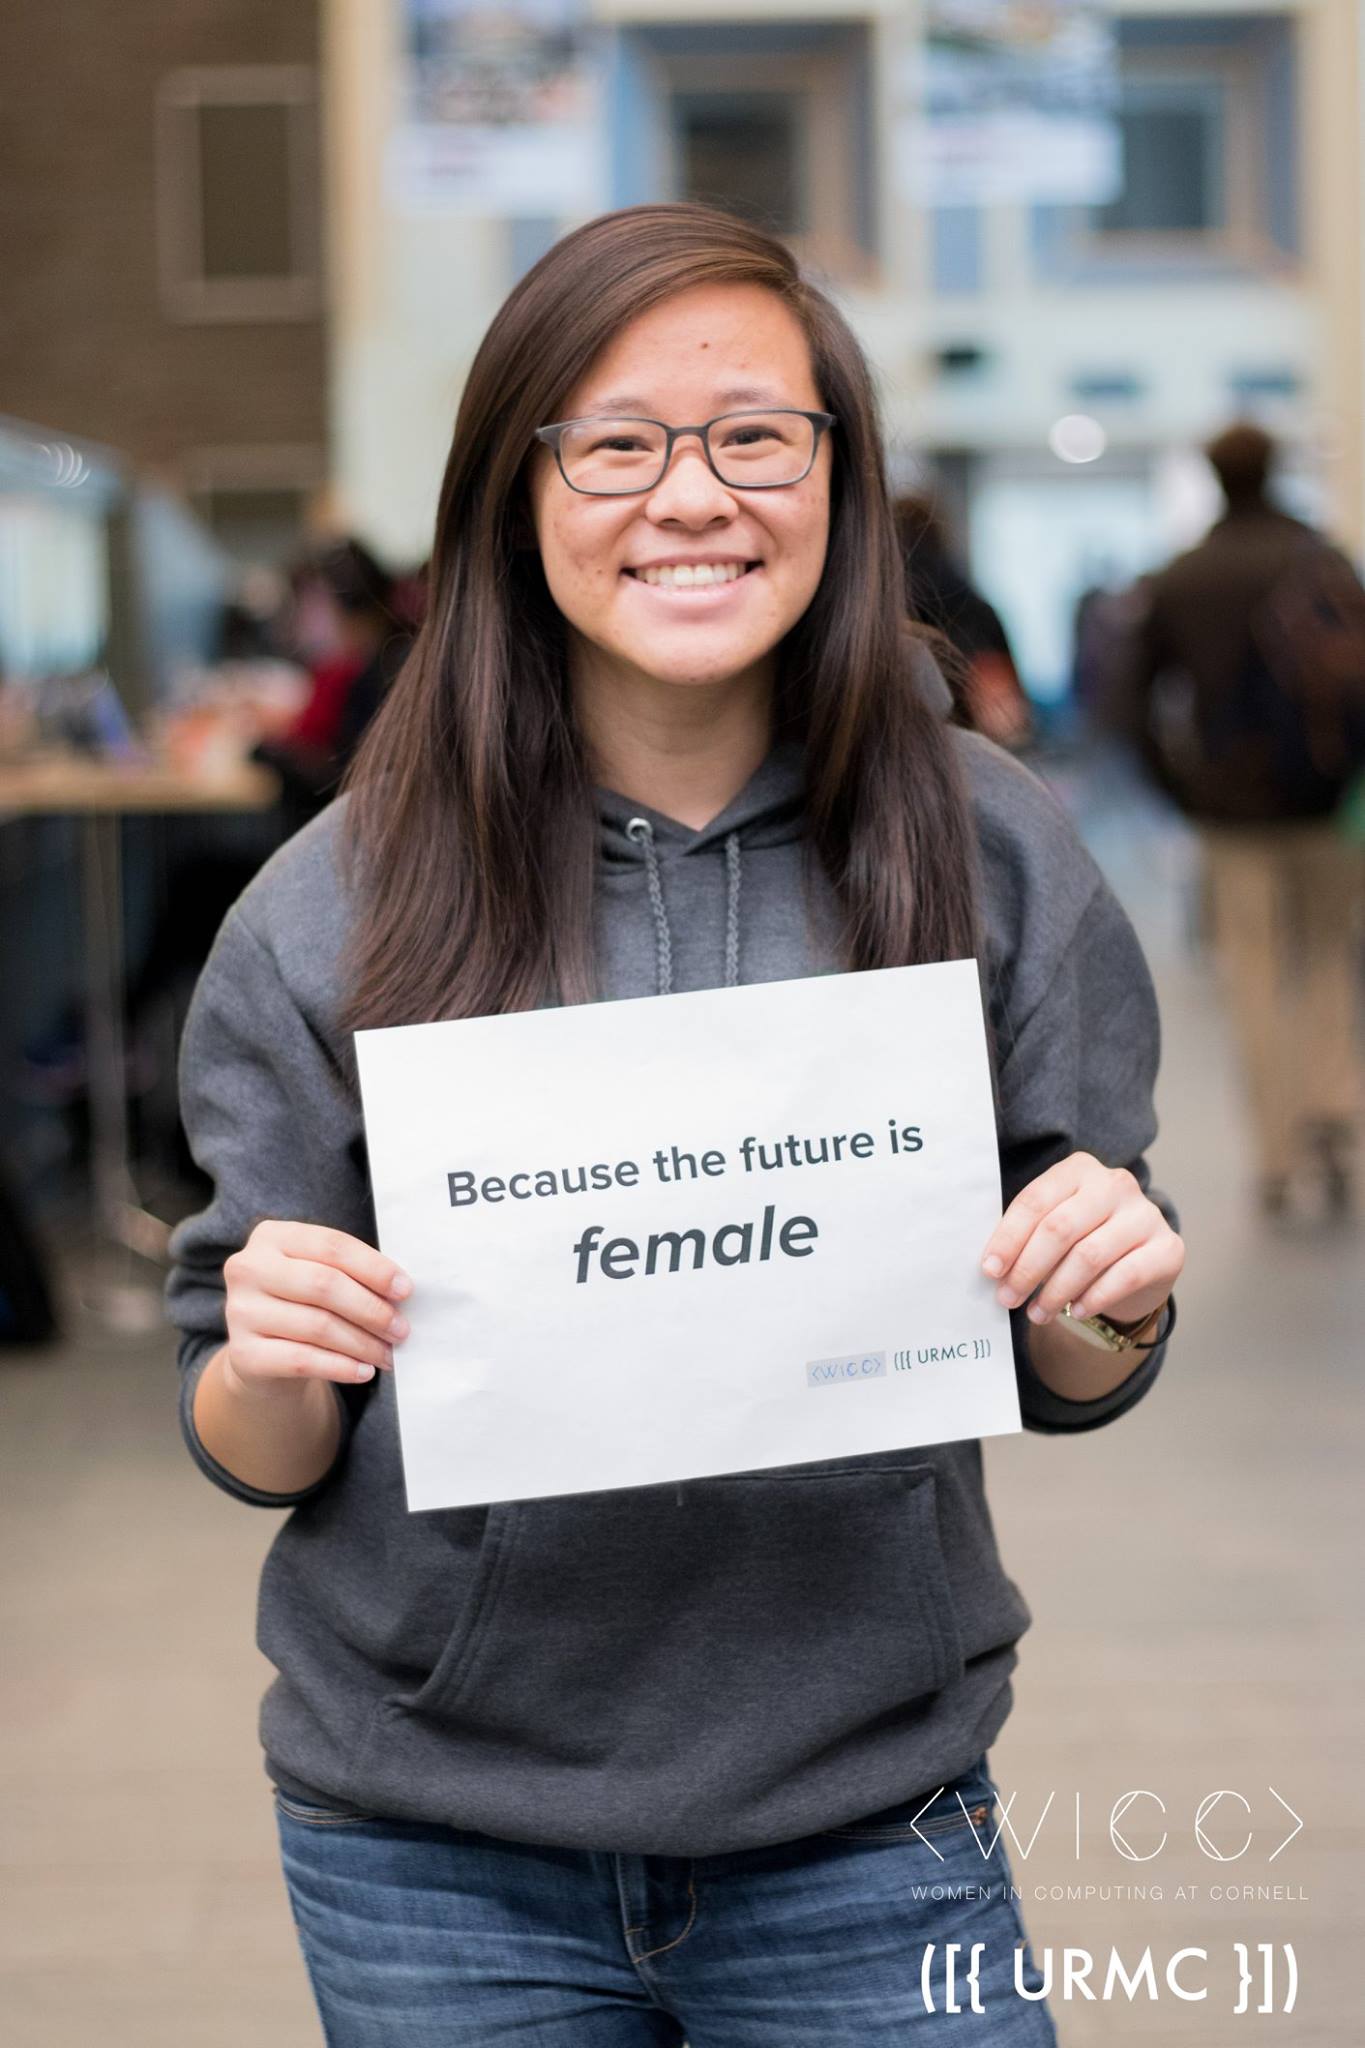 Because the future is
female
<WICC> ([{ URMC }])
<WICC>
WOMEN IN COMPUTING AT CORNELL
([{ URMC }])